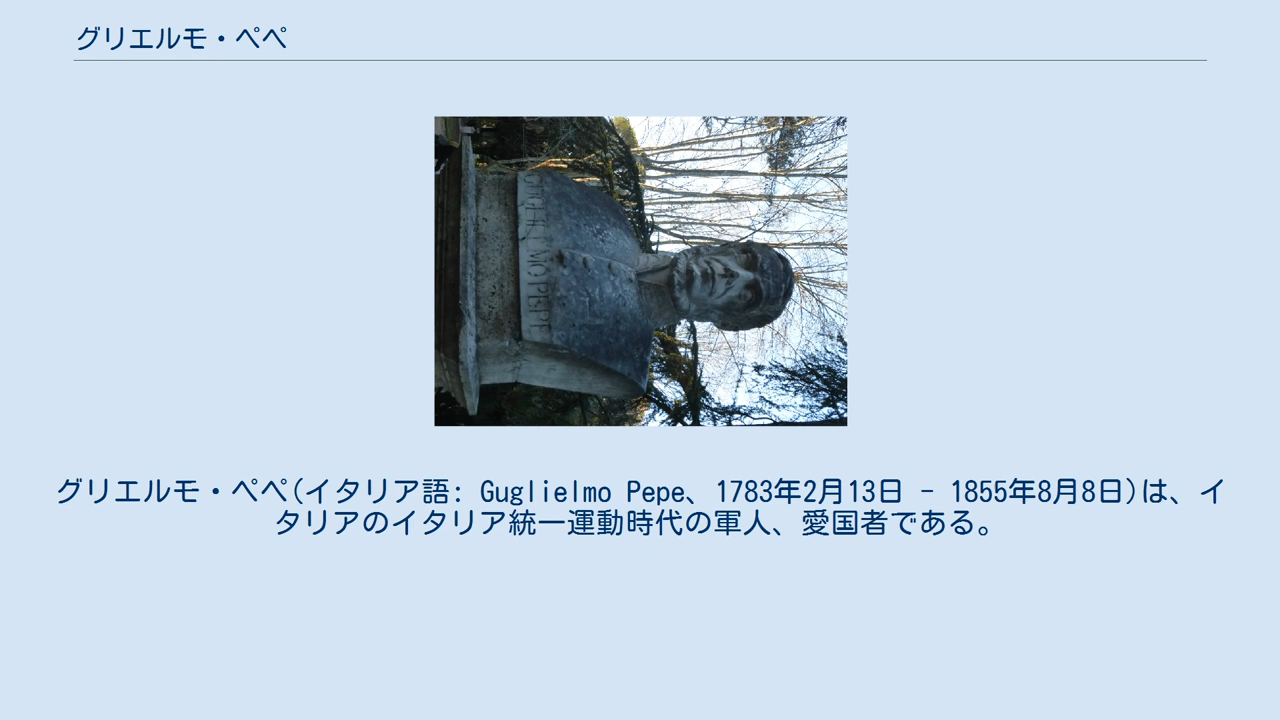 グリエルモ・ペペ
GUGLIELMO PEPE
グリエルモ・ペペ(イタリア語: Guglielmo Pepe、1783年2月13日 - 1855年8月8日)は、イ
タリアのイタリア統一運動時代の軍人、愛国者である。